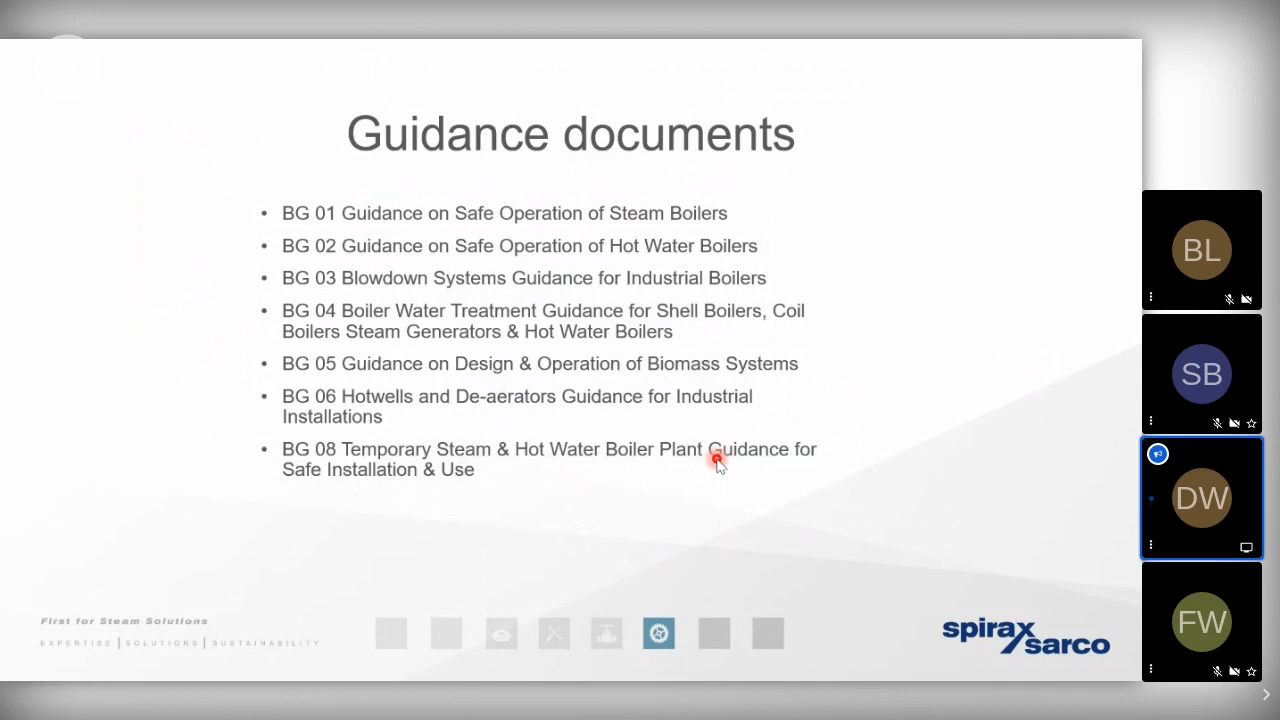 Guidance documents
• BG 01 Guidance on Safe Operation of Steam Boilers
• BG 02 Guidance on Safe Operation of Hot Water Boilers
• BG 03 Blowdown Systems Guidance for Industrial Boilers
• BG 04 Boiler Water Treatment Guidance for Shell Boilers, Coil
Boilers Steam Generators & Hot Water Boilers
• BG 05 Guidance on Design & Operation of Biomass Systems
• BG 06 Hotwells and De-aerators Guidance for Industrial
Installations
• BG 08 Temporary Steam & Hot Water Boiler Plant Guidance for
Safe Installation & Use
First for Steam Solutions
EXPERTISE | SOLUTIONS | SUSTAINABILITY
spirax
sarco
BL
SB
DW
FW